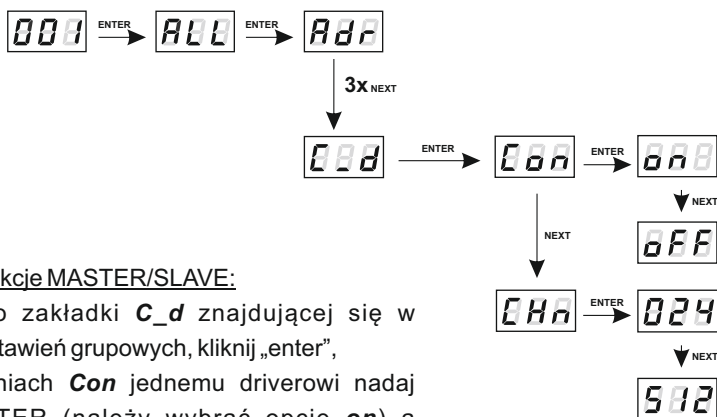 001 ENTER ALL ENTER Adr
3x NEXT
C_d ENTER Con ENTER on
NEXT
oFF
NEXT
CHn ENTER 024
NEXT
512
kcje MASTER/SLAVE:
o zakładki C_d znajdującej się w
tawień grupowych, kliknij „enter”,
niach Con jednemu driverowi nadaj
TER (należy wybrać opcję on) a